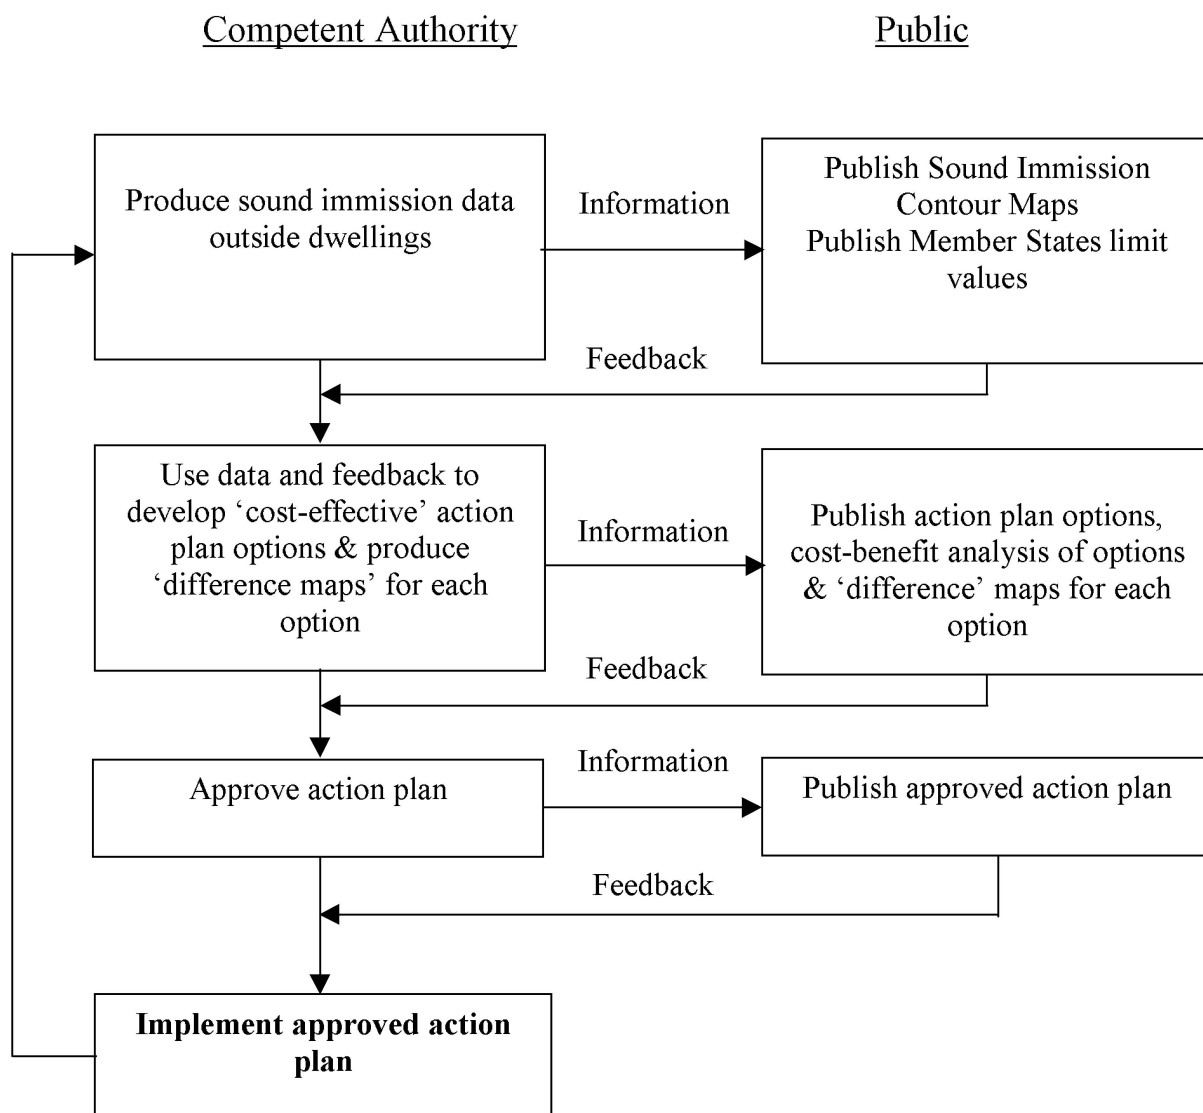 Competent Authority
Public
Produce sound immission data
outside dwellings
Information
Publish Sound Immission
Contour Maps
Publish Member States limit
values
Feedback
Use data and feedback to
develop ‘cost-effective’ action
plan options & produce
‘difference maps’ for each
option
Information
Publish action plan options,
cost-benefit analysis of options
& ‘difference’ maps for each
option
Feedback
Approve action plan
Information
Publish approved action plan
Feedback
Implement approved action
plan